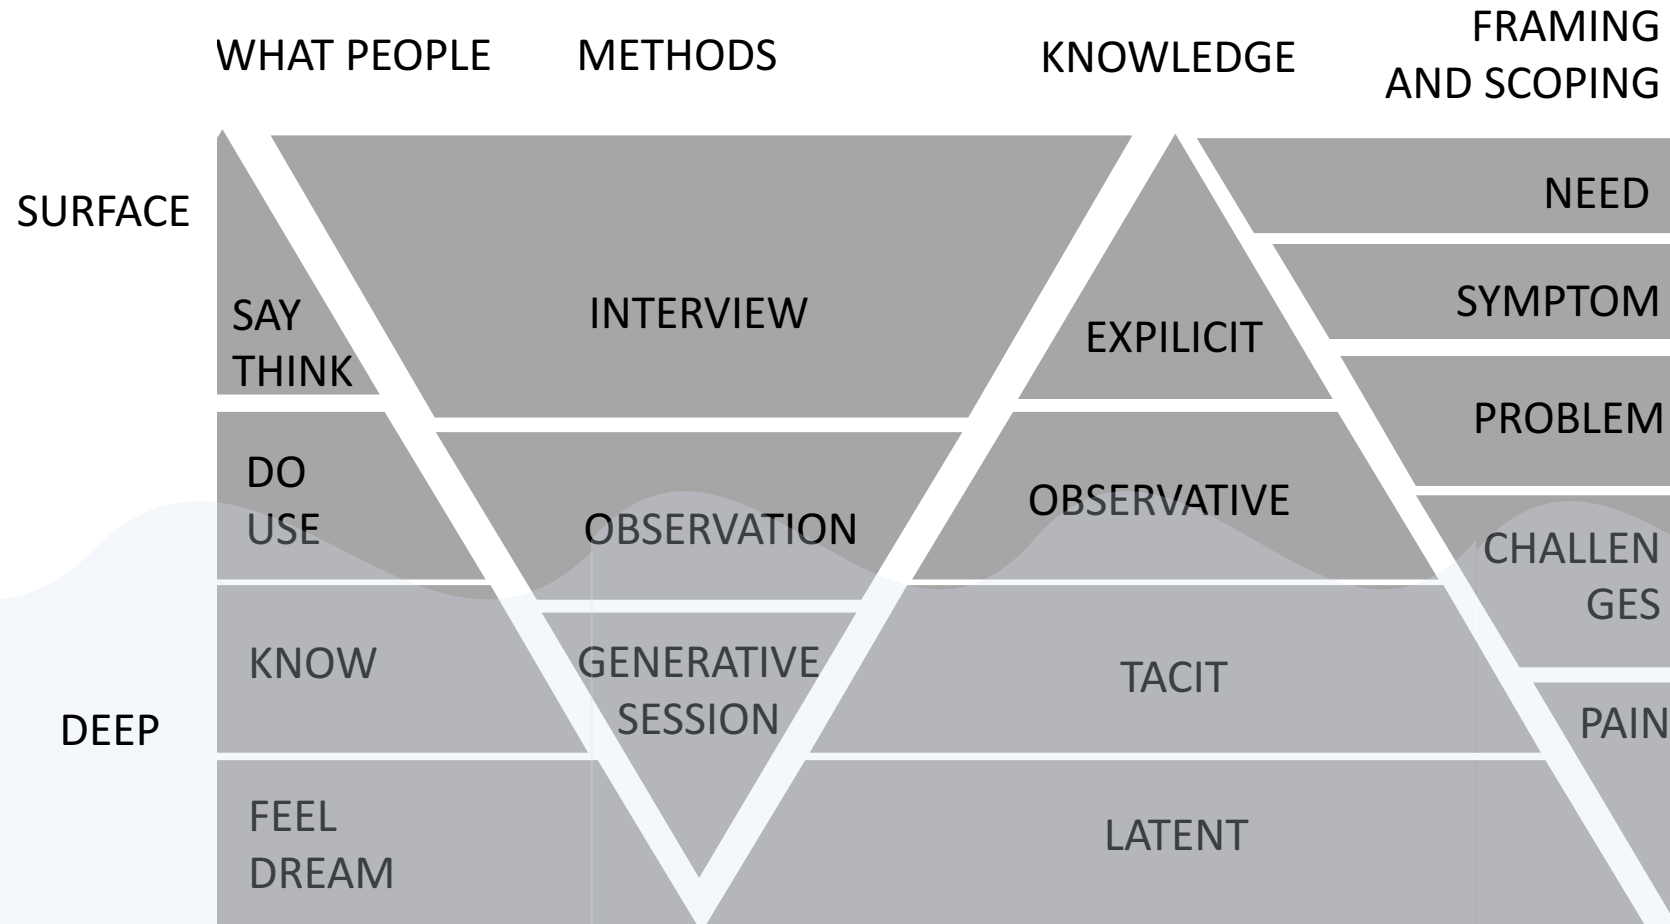 WHAT PEOPLE
METHODS
KNOWLEDGE
FRAMING
AND SCOPING
SURFACE
NEED
SAY
THINK
INTERVIEW
EXPILICIT
SYMPTOM
PROBLEM
DO
USE
OBSERVATION
OBSERVATIVE
CHALLEN
GES
DEEP
KNOW
GENERATIVE
SESSION
TACIT
PAIN
FEEL
DREAM
LATENT